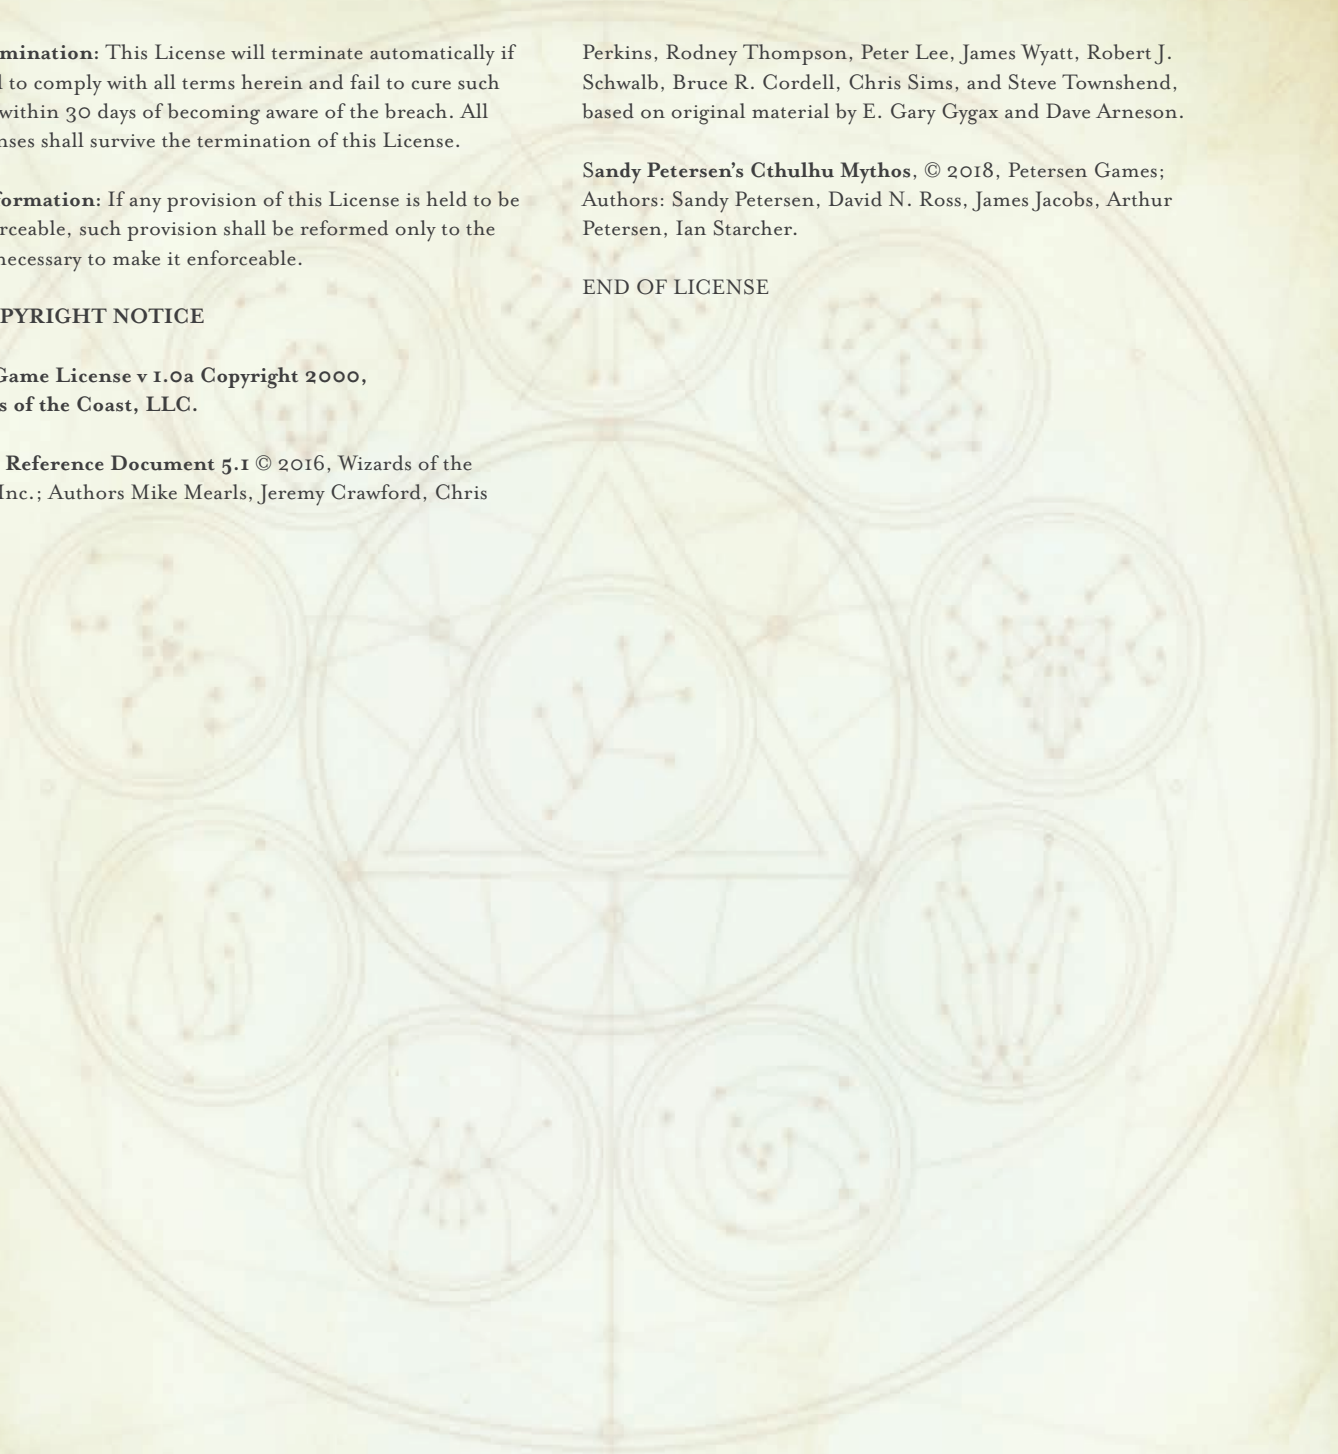 mination: This License will terminate automatically if
l to comply with all terms herein and fail to cure such
within 30 days of becoming aware of the breach. All
nses shall survive the termination of this License.
formation: If any provision of this License is held to be
rceable, such provision shall be reformed only to the
necessary to make it enforceable.
PYRIGHT NOTICE
Game License v 1.0a Copyright 2000,
s of the Coast, LLC.
Reference Document 5.1 © 2016, Wizards of the
Inc.; Authors Mike Mearls, Jeremy Crawford, Chris
Perkins, Rodney Thompson, Peter Lee, James Wyatt, Robert J.
Schwalb, Bruce R. Cordell, Chris Sims, and Steve Townshend,
based on original material by E. Gary Gygax and Dave Arneson.
Sandy Petersen’s Cthulhu Mythos, © 2018, Petersen Games;
Authors: Sandy Petersen, David N. Ross, James Jacobs, Arthur
Petersen, Ian Starcher.
END OF LICENSE